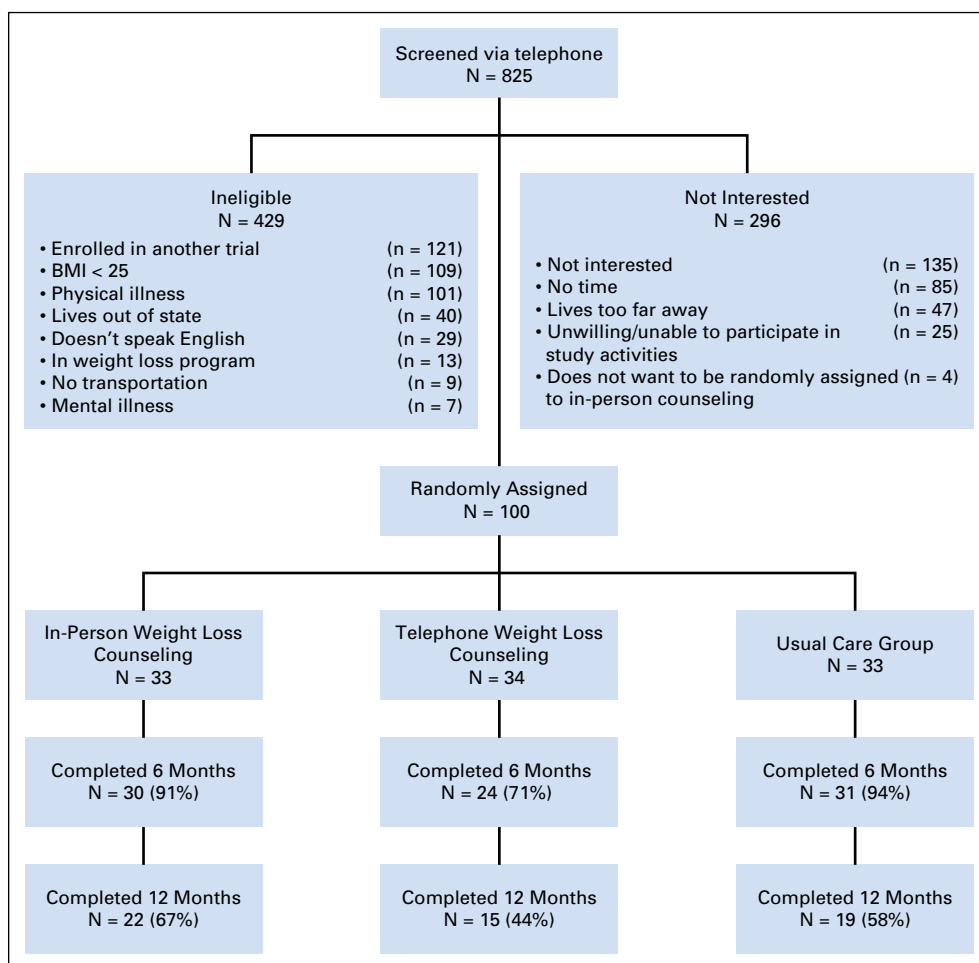 Screened via telephone
N = 825
Ineligible
N = 429
• Enrolled in another trial (n = 121)
• BMI < 25 (n = 109)
• Physical illness (n = 101)
• Lives out of state (n = 40)
• Doesn't speak English (n = 29)
• In weight loss program (n = 13)
• No transportation (n = 9)
• Mental illness (n = 7)
Not Interested
N = 296
• Not interested (n = 135)
• No time (n = 85)
• Lives too far away (n = 47)
• Unwilling/unable to participate in (n = 25)
study activities
• Does not want to be randomly assigned (n = 4)
to in-person counseling
Randomly Assigned
N = 100
In-Person Weight Loss
Counseling
N = 33
Telephone Weight Loss
Counseling
N = 34
Usual Care Group
N = 33
Completed 6 Months
N = 30 (91%)
Completed 6 Months
N = 24 (71%)
Completed 6 Months
N = 31 (94%)
Completed 12 Months
N = 22 (67%)
Completed 12 Months
N = 15 (44%)
Completed 12 Months
N = 19 (58%)